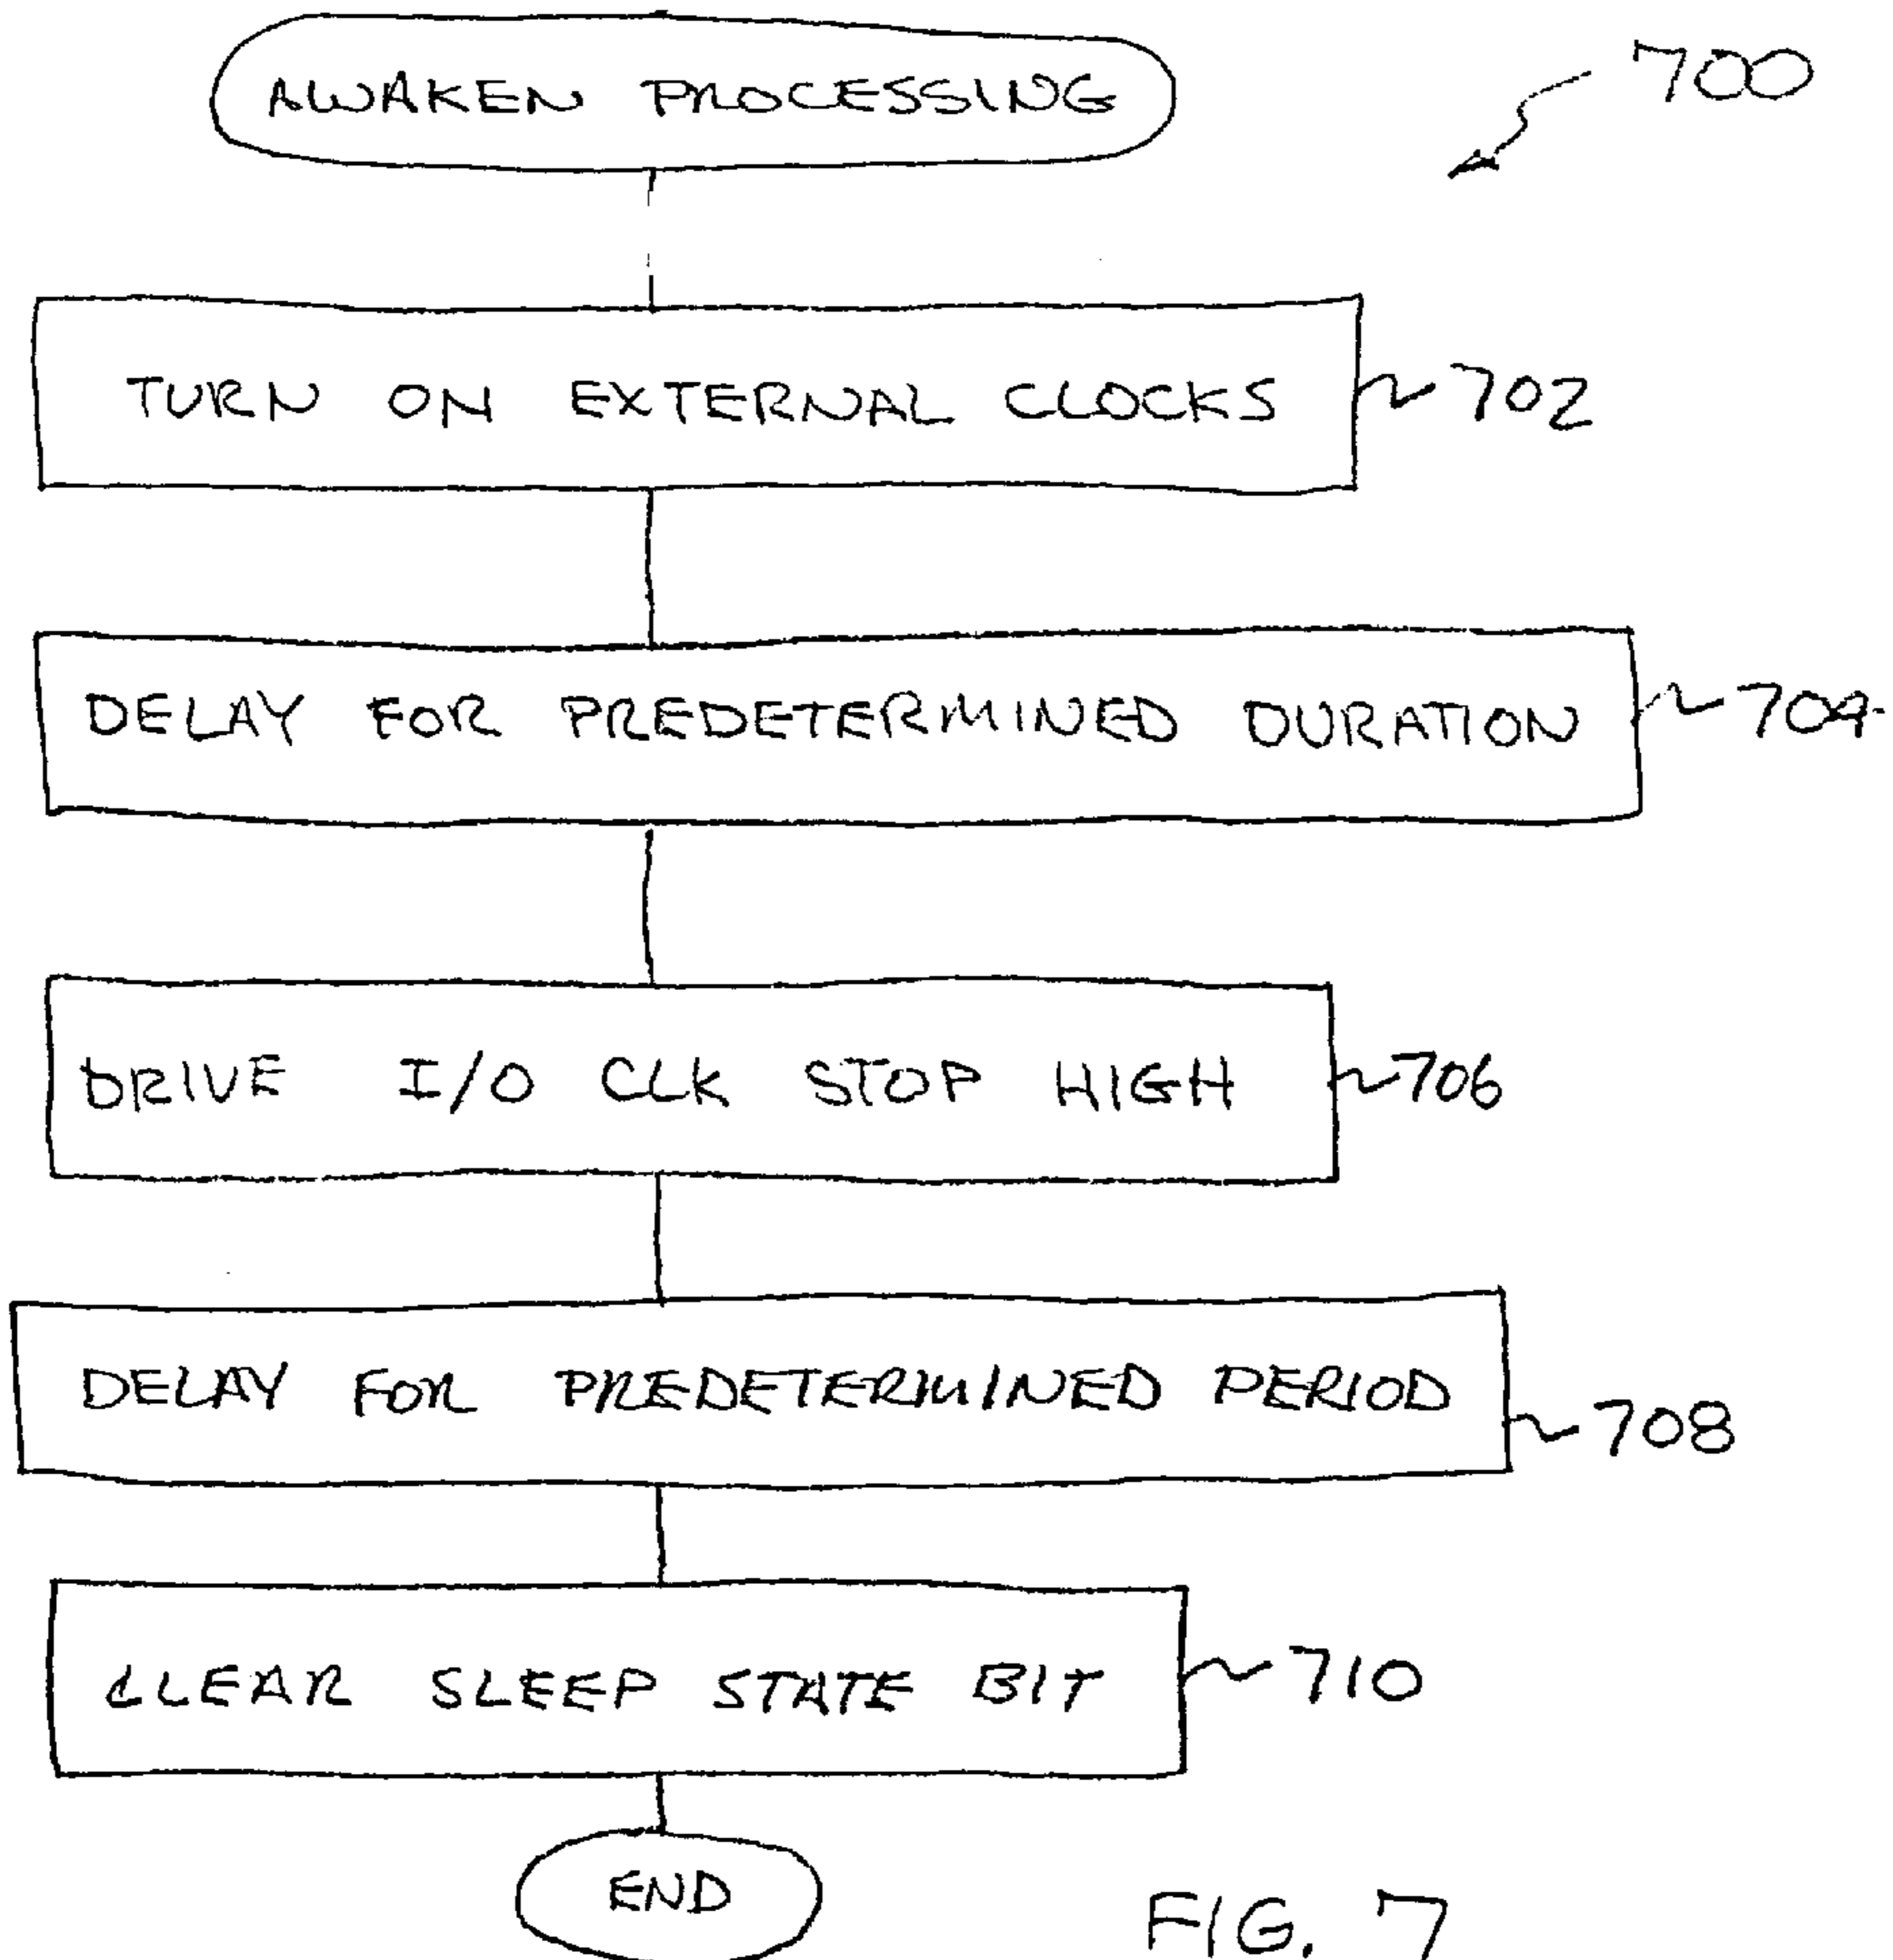 AWAKEN PROCESSING
700
TURN ON EXTERNAL CLOCKS
702
DELAY FOR PREDETERMINED DURATION
704
DRIVE I/O CLK STOP HIGH
706
DELAY FOR PREDETERMINED PERIOD
708
CLEAR SLEEP STATE BIT
710
END
FIG. 7